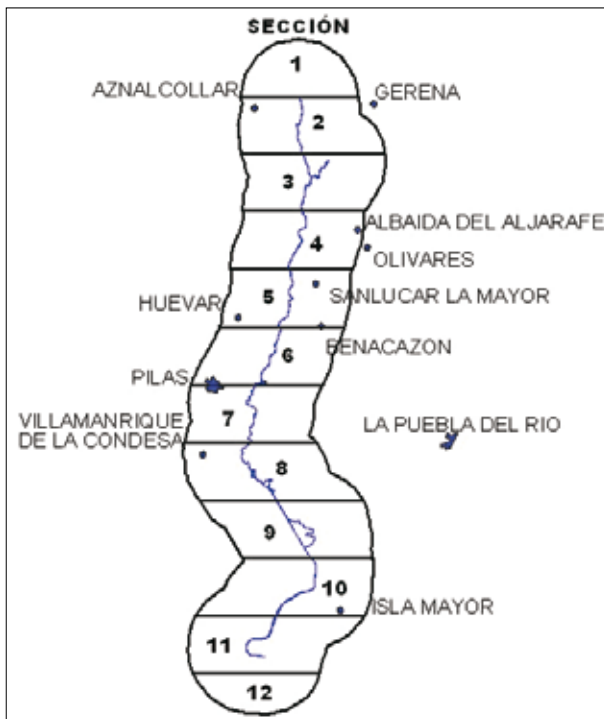 SECCIÓN
1
AZNALCOLLAR
GERENA
2
3
ALBAIDA DEL ALJARAFE
4
OLIVARES
5
SANLUCAR LA MAYOR
HUEVAR
BENACAZON
6
PILAS
7
VILLAMANRIQUE
DE LA CONDESA
LA PUEBLA DEL RIO
8
9
10
ISLA MAYOR
11
12